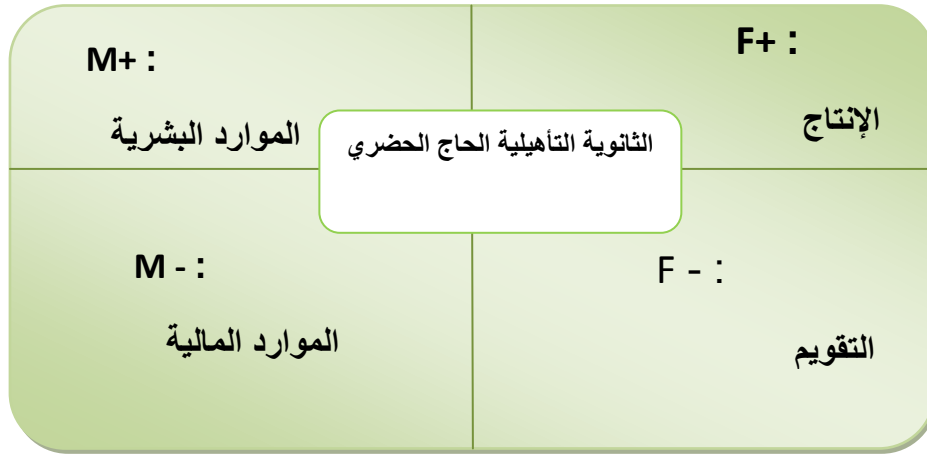 F+ :
الإنتاج
M+ :
الموارد البشرية
الثانوية التأهيلية الحاج الحضري
F - :
التقويم
M - :
الموارد المالية